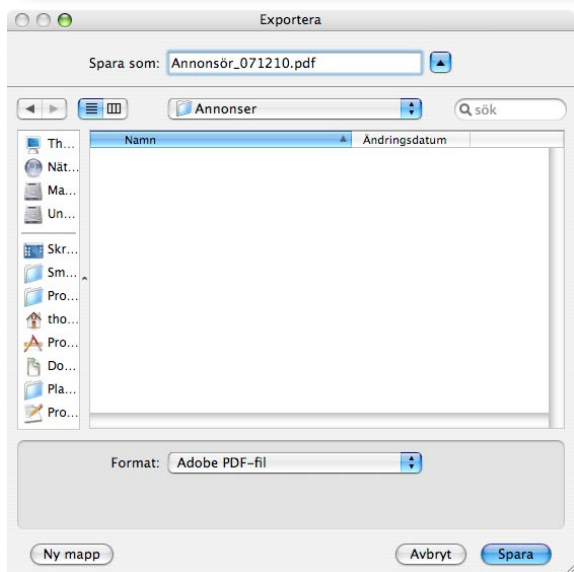 Exportera
Spara som: Annonsör_071210.pdf
Annonser
sök
Namn
Ändringsdatum
Th...
Nät...
Ma...
Un...
Skr...
Sm...
Pro...
tho...
Pro...
Do...
Pla...
Pro...
Format: Adobe PDF-fil
Ny mapp
Avbryt
Spara